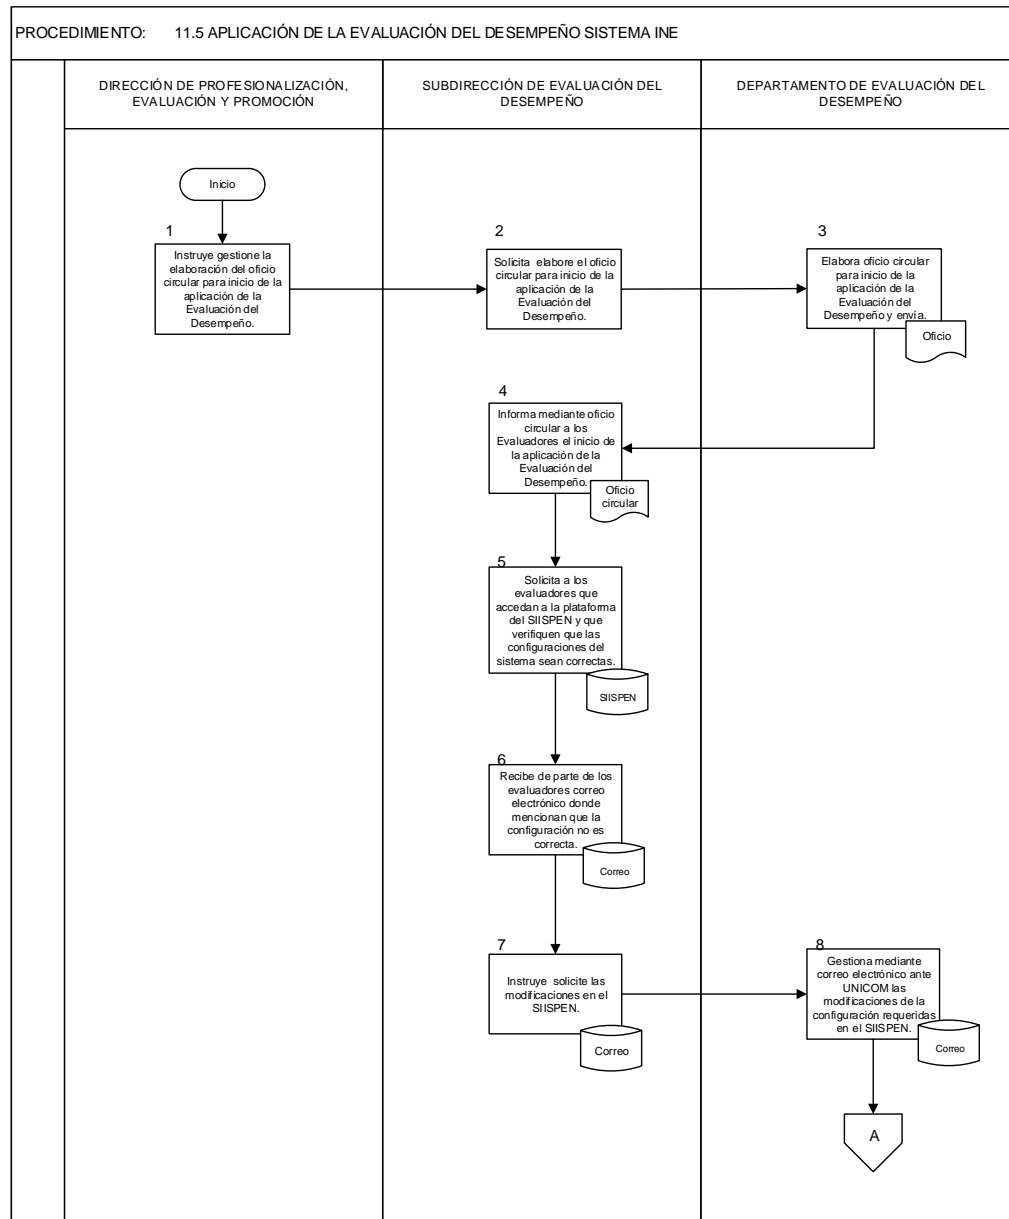 PROCEDIMIENTO: 11.5 APLICACIÓN DE LA EVALUACIÓN DEL DESEMPEÑO SISTEMA INE
DIRECCIÓN DE PROFESIONALIZACIÓN,
EVALUACIÓN Y PROMOCIÓN
SUBDIRECCIÓN DE EVALUACIÓN DEL
DESEMPEÑO
DEPARTAMENTO DE EVALUACIÓN DEL
DESEMPEÑO
Inicio
1
Instruye gestione la
elaboración del oficio
circular para inicio de la
aplicación de la
Evaluación del
Desempeño.
2
Solicita elabore el oficio
circular para inicio de la
aplicación de la
Evaluación del
Desempeño.
3
Elabora oficio circular
para inicio de la
aplicación de la
Evaluación del
Desempeño y envía.
Oficio
4
Informa mediante oficio
circular a los
Evaluadores el inicio de
la aplicación de la
Evaluación del
Desempeño.
Oficio
circular
5
Solicita a los
evaluadores que
accedan a la plataforma
del SIISPEN y que
verifiquen que las
configuraciones del
sistema sean correctas.
SIISPEN
6
Recibe de parte de los
evaluadores correo
electrónico donde
mencionan que la
configuración no es
correcta.
Correo
7
Instruye solicite las
modificaciones en el
SIISPEN.
Correo
8
Gestiona mediante
correo electrónico ante
UNICOM las
modificaciones de la
configuración requeridas
en el SIISPEN.
Correo
A